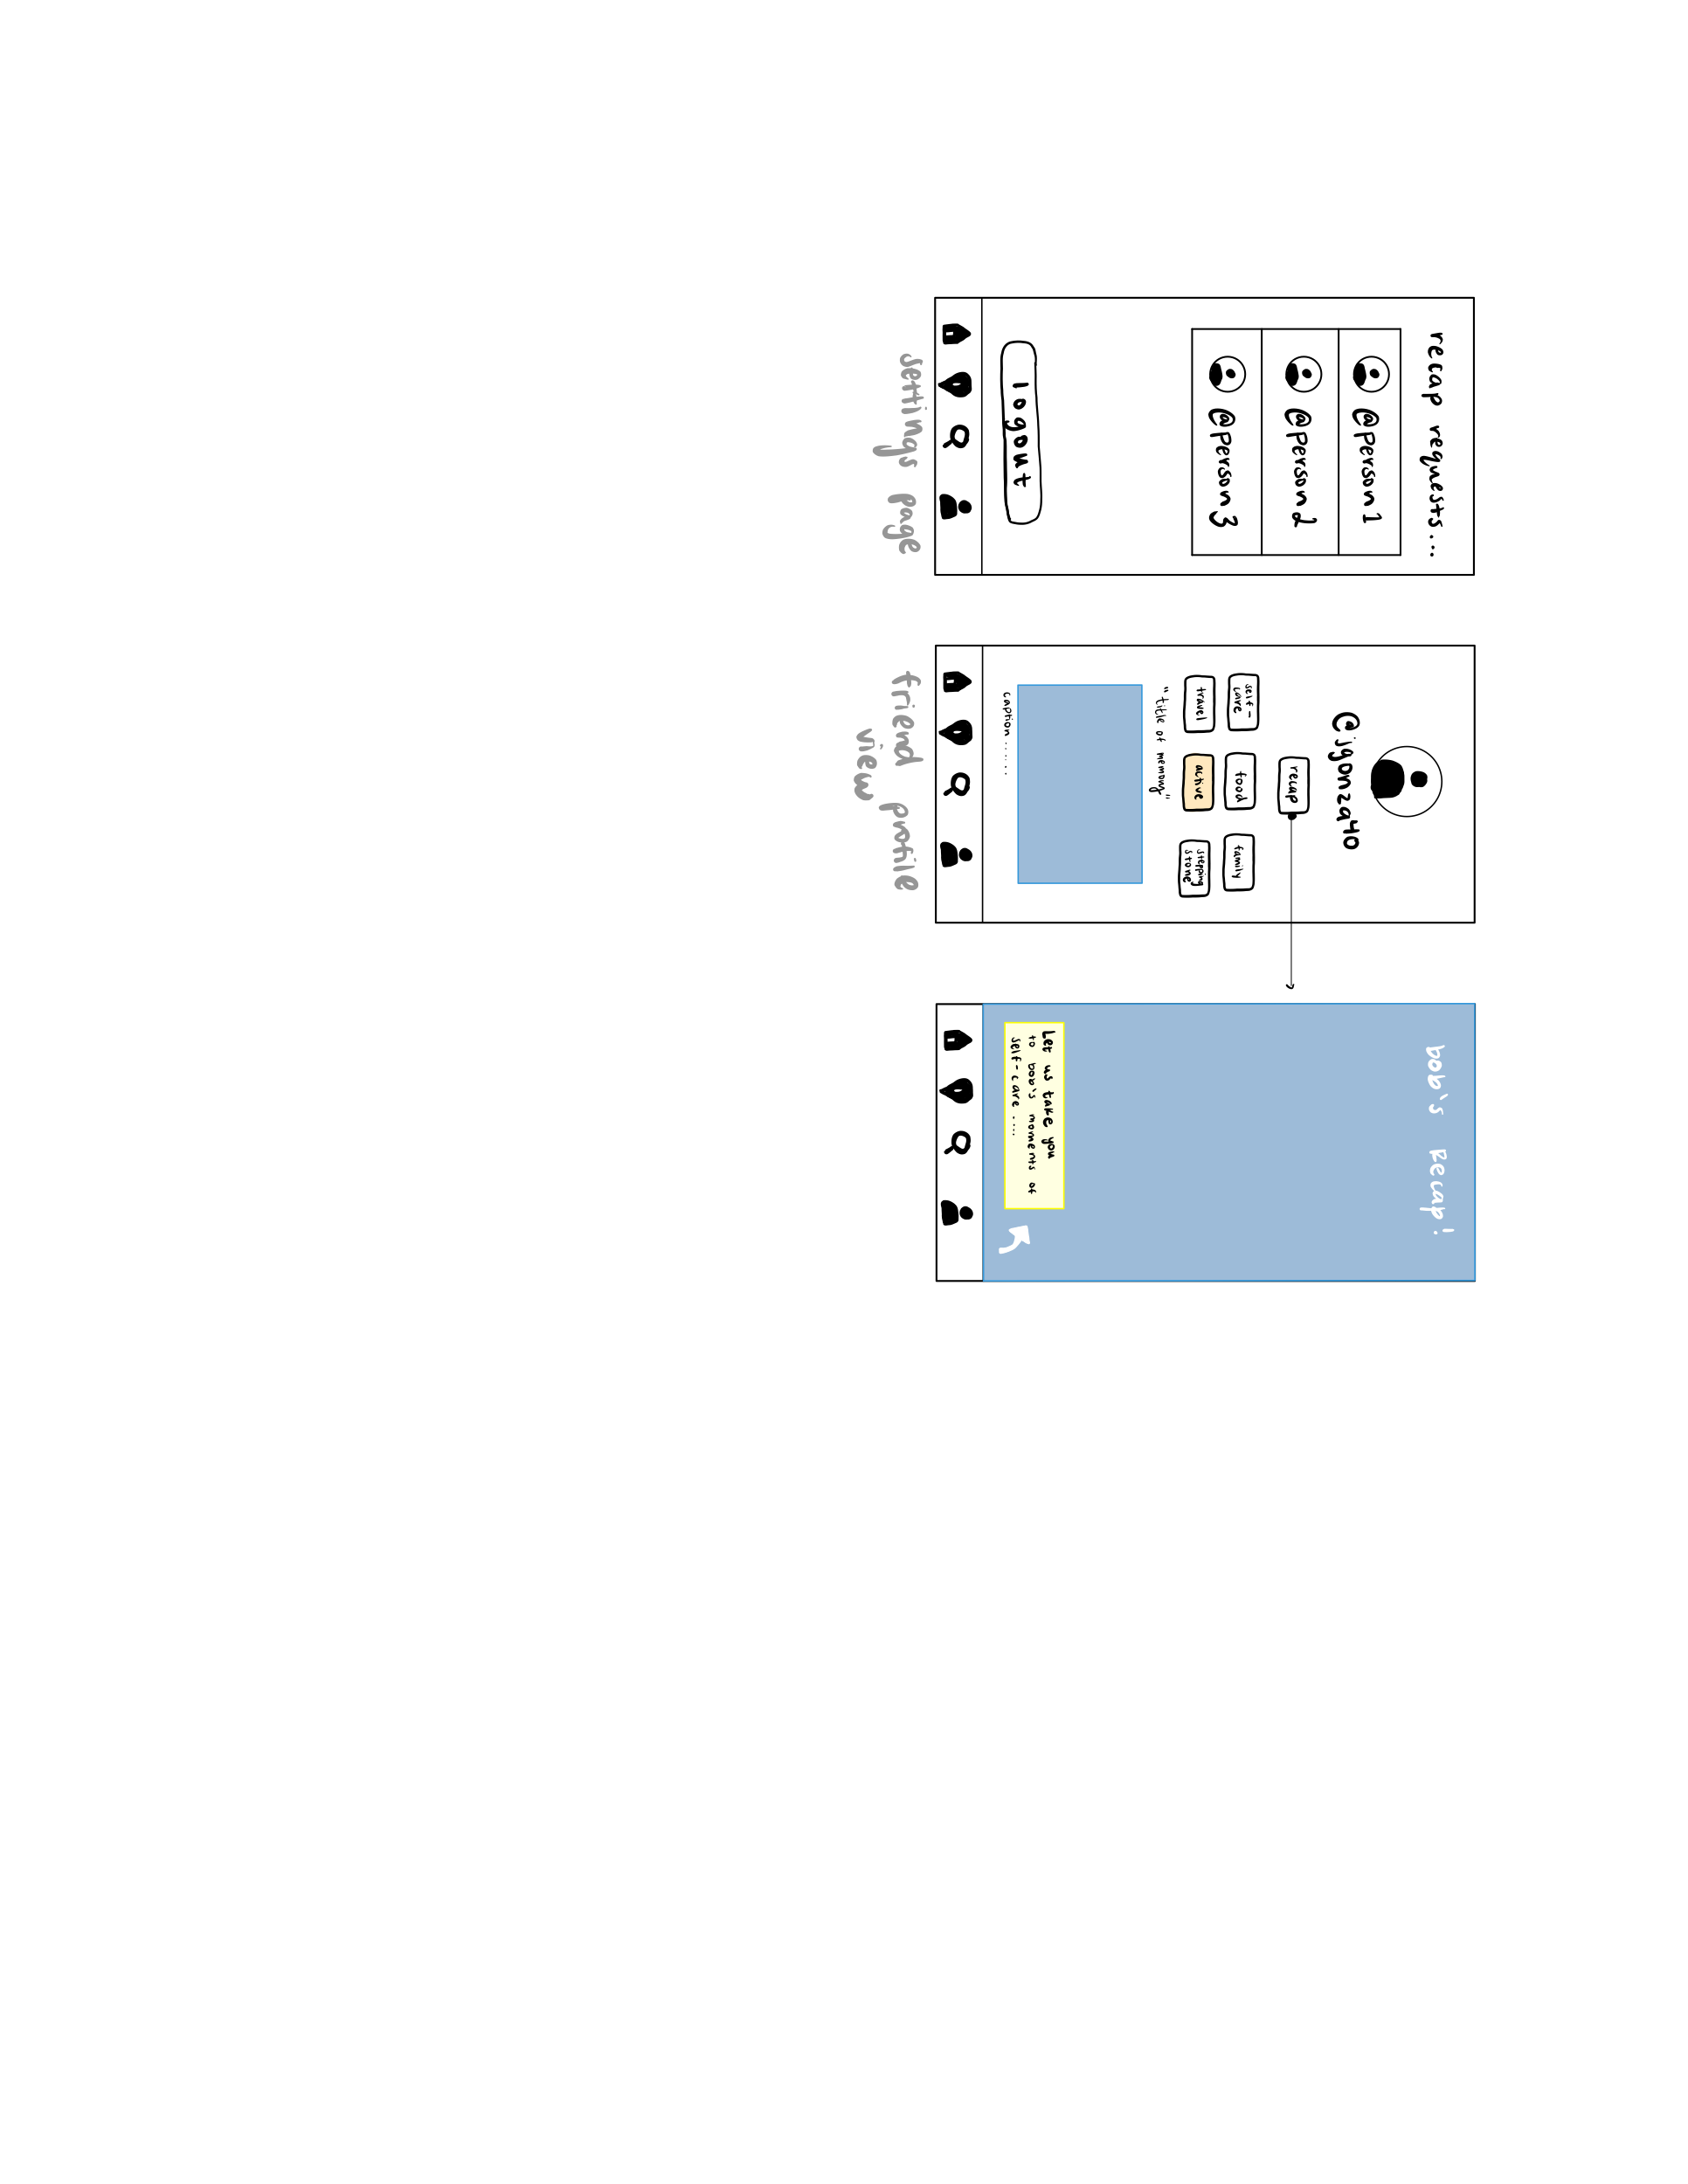 recap requests...
@person1
@person2
@person3
logout
settings page
@jgonza40
recap
self-
care
food
family
travel
active
stepping
stone
"title of memory"
caption ......
friend profile
view
bob's Recap!
Let us take you
to bob's moments of
self-care ....